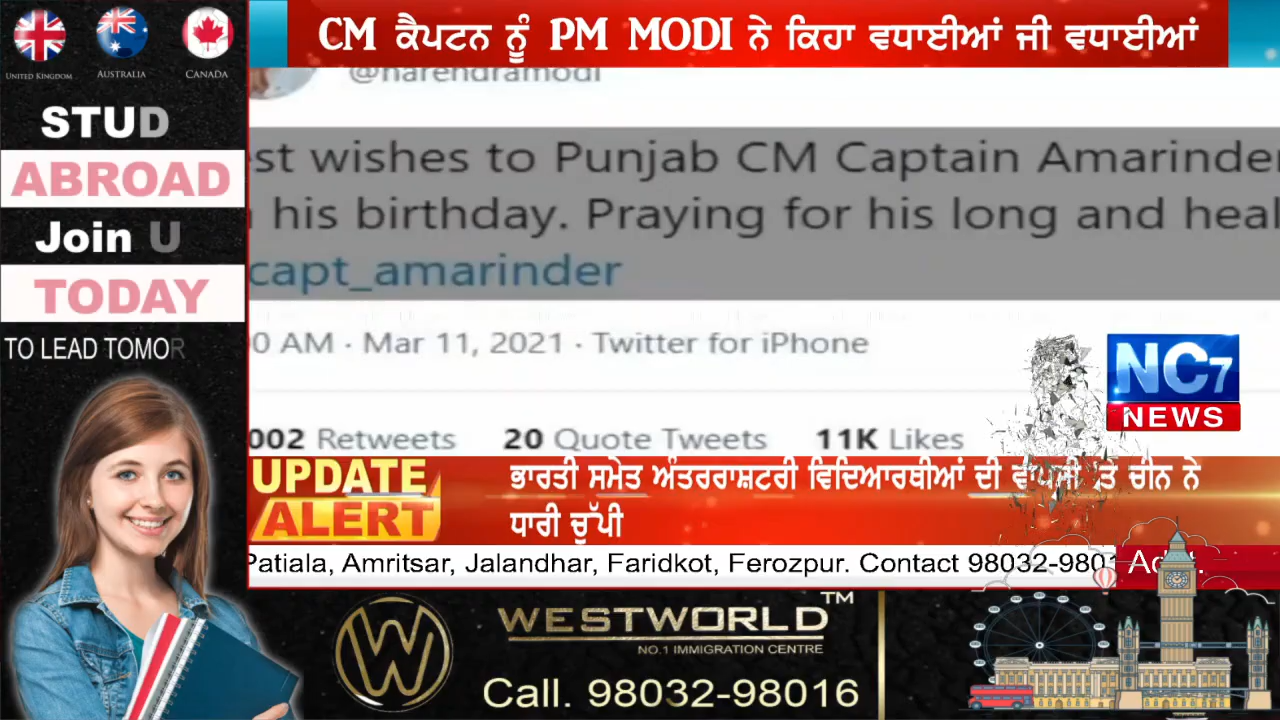 CM ਕੈਪਟਨ ਨੂੰ PM MODI ਨੇ ਕਿਹਾ ਵਧਾਈਆਂ ਜੀ ਵਧਾਈਆਂ
UNITED KINGDOM
AUSTRALIA
CANADA
STUD
ABROAD
Join U
TODAY
TO LEAD TOMOR
@narendramodi
est wishes to Punjab CM Captain Amarinder
his birthday. Praying for his long and heal
capt_amarinder
0 AM · Mar 11, 2021 · Twitter for iPhone
002 Retweets 20 Quote Tweets 11K Likes
NC7
NEWS
UPDATE
ALERT
ਭਾਰਤੀ ਸਮੇਤ ਅੰਤਰਰਾਸ਼ਟਰੀ ਵਿਦਿਆਰਥੀਆਂ ਦੀ ਚੀਨ ਨੇ
ਧਾਰੀ ਚੁੱਪੀ
Patiala, Amritsar, Jalandhar, Faridkot, Ferozpur. Contact 98032-9801
W
WESTWORLD™
NO.1 IMMIGRATION CENTRE
Call. 98032-98016